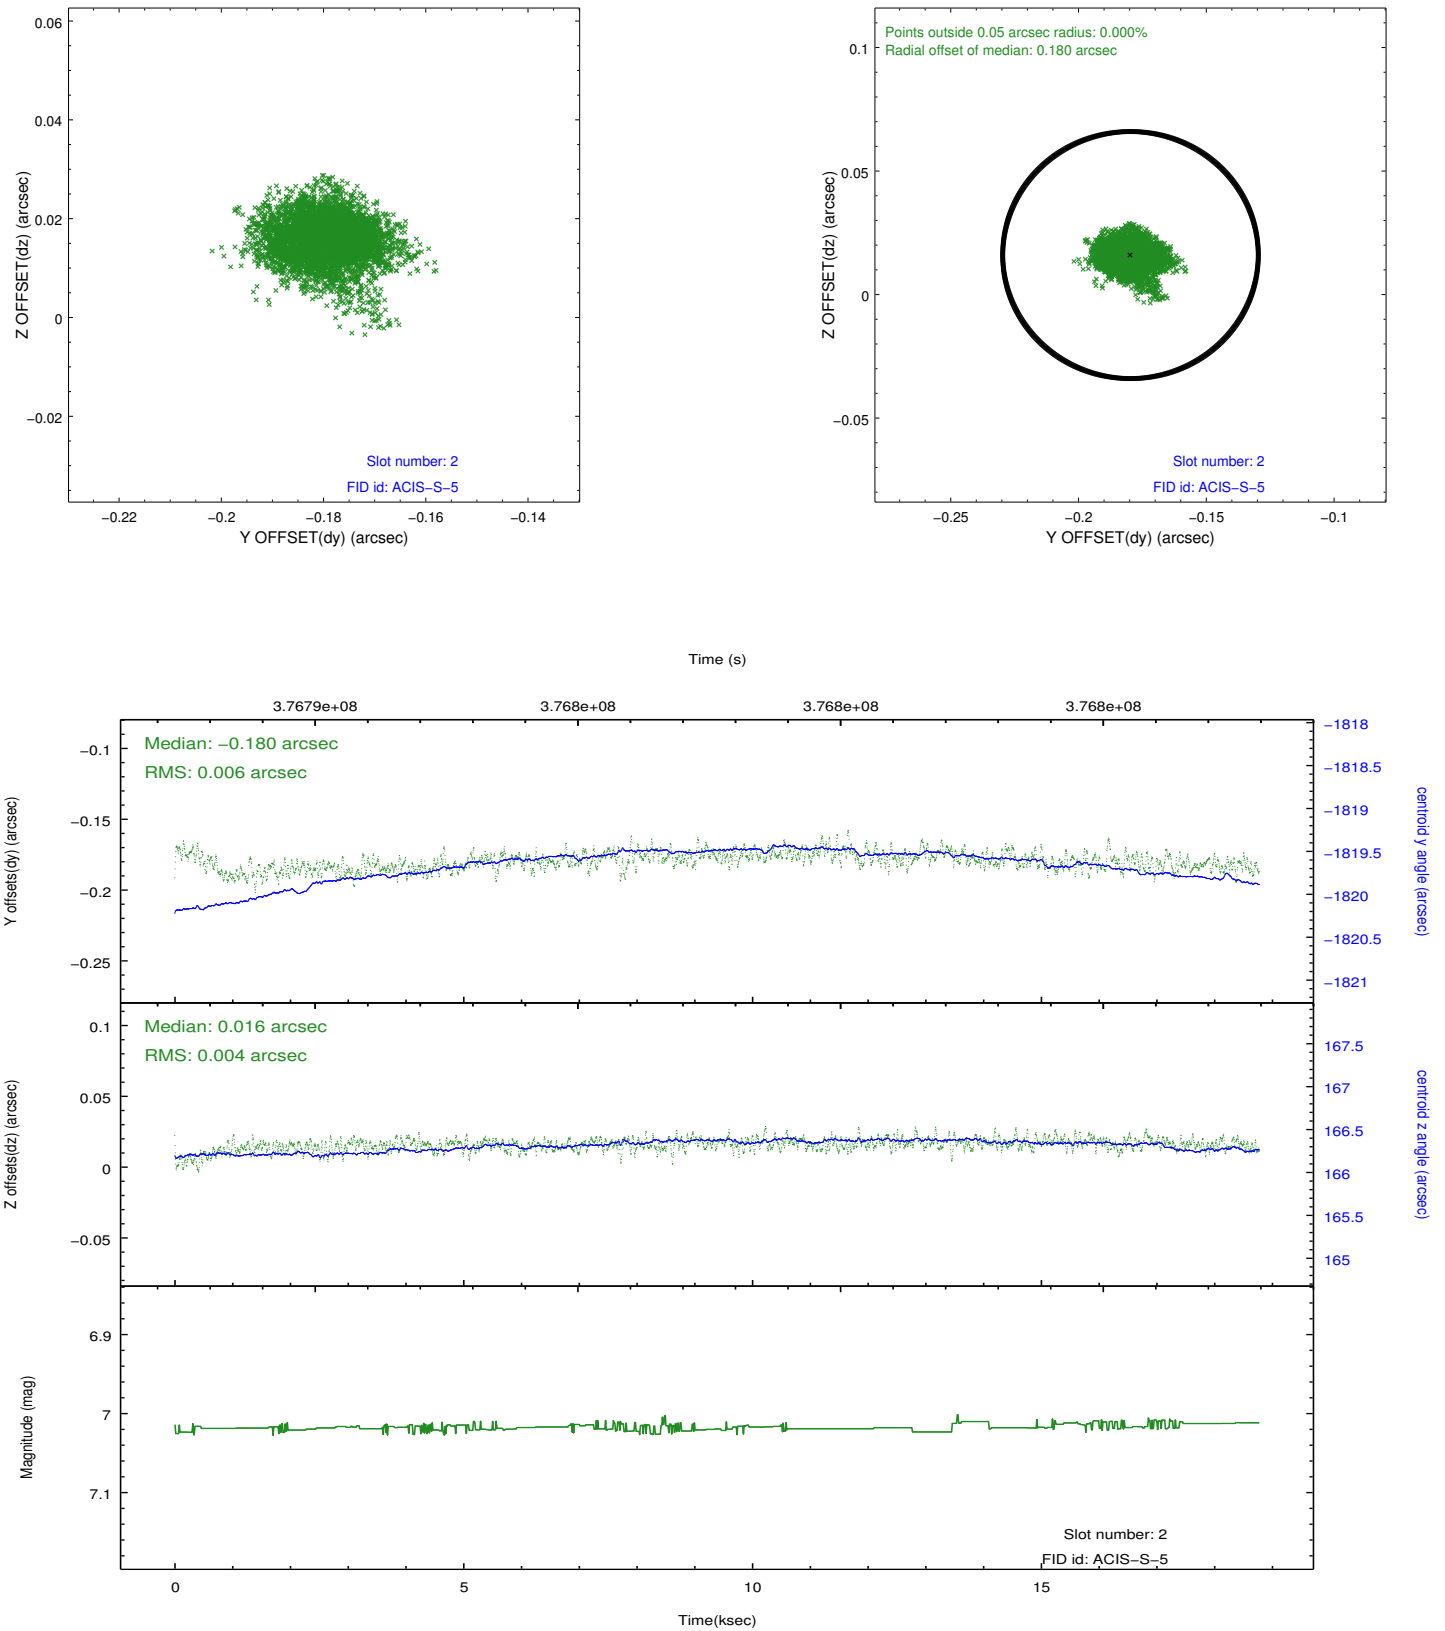 0.06
0.04
0.02
0
−0.02
−0.22
−0.2
−0.18
−0.16
−0.14
Z OFFSET(dz) (arcsec)
Y OFFSET(dy) (arcsec)
Slot number: 2
FID id: ACIS−S−5
Points outside 0.05 arcsec radius: 0.000%
Radial offset of median: 0.180 arcsec
0.1
0.05
0
−0.05
−0.25
−0.2
−0.15
−0.1
Z OFFSET(dz) (arcsec)
Y OFFSET(dy) (arcsec)
Slot number: 2
FID id: ACIS−S−5
Time (s)
3.7679e+08
3.768e+08
3.768e+08
3.768e+08
Median: −0.180 arcsec
RMS: 0.006 arcsec
−0.1
−0.15
−0.2
−0.25
Y offsets(dy) (arcsec)
−1818
−1818.5
−1819
−1819.5
−1820
−1820.5
−1821
centroid y angle (arcsec)
Median: 0.016 arcsec
RMS: 0.004 arcsec
0.1
0.05
0
−0.05
Z offsets(dz) (arcsec)
167.5
167
166.5
166
165.5
165
centroid z angle (arcsec)
6.9
7
7.1
Magnitude (mag)
Slot number: 2
FID id: ACIS−S−5
0
5
10
15
Time(ksec)